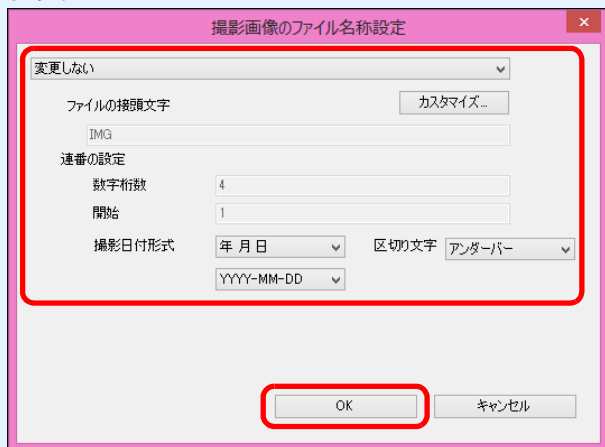 撮影画像のファイル名称設定
×
変更しない
ファイルの接頭文字
カスタマイズ...
IMG
連番の設定
数字桁数 4
開始 1
撮影日付形式 年 月 日 区切り文字 アンダーバー
YYYY-MM-DD
OK キャンセル